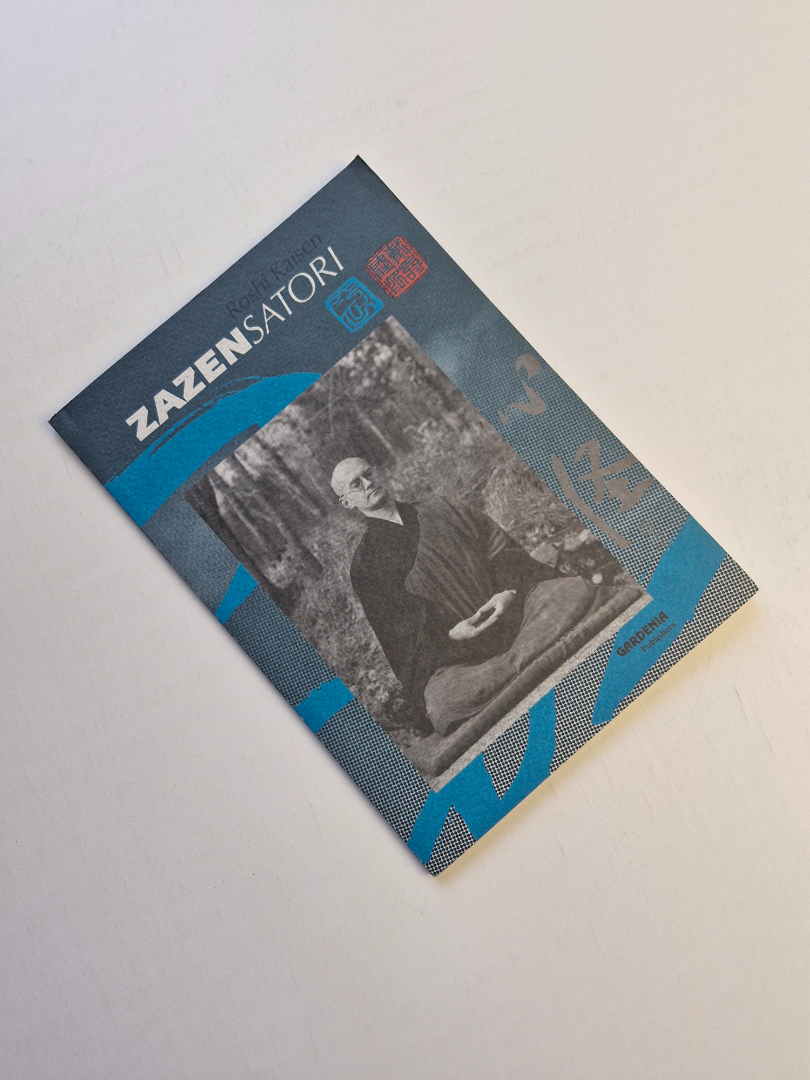 Roshi Kaisen
ZAZENSATORI
GARDENIA
Publishers